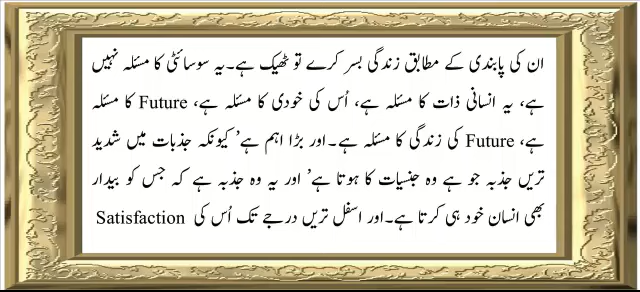 ان کی پابندی کے مطابق زندگی بسر کرے تو ٹھیک ہے۔یہ سوسائٹی کا مسئلہ نہیں
ہے، یہ انسانی ذات کا مسئلہ ہے، اُس کی خودی کا مسئلہ ہے، Future کا مسئلہ
ہے، Future کی زندگی کا مسئلہ ہے۔اور بڑا اہم ہے’ کیونکہ جذبات میں شدید
تریں جذبہ جو ہے وہ جنسیات کا ہوتا ہے’ اور یہ وہ جذبہ ہے کہ جس کو بیدار
بھی انسان خود ہی کرتا ہے۔اور اسفل تریں درجے تک اُس کی Satisfaction